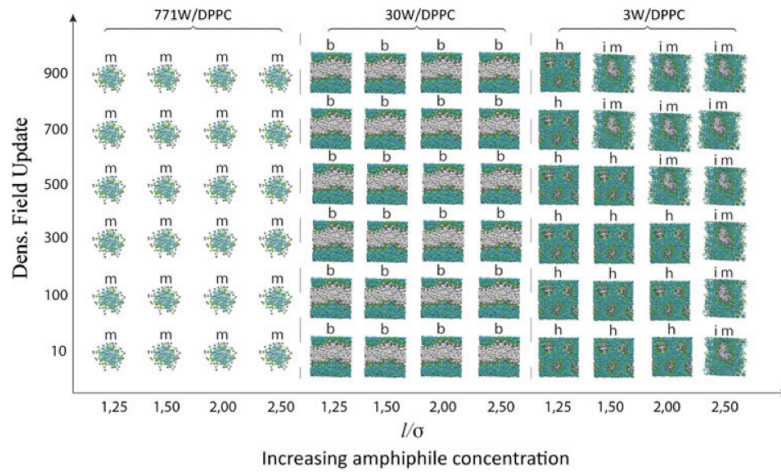 771W/DPPC 30W/DPPC 3W/DPPC
m m m m b b b b h i m i m i m
900
m m m m b b b b h i m i m i m
700
m m m m b b b b h h i m i m
500
m m m m b b b b h h h i m
300
m m m m b b b b h h h i m
100
m m m m b b b b h h h i m
10
Dens. Field Update
1,25 1,50 2,00 2,50 1,25 1,50 2,00 2,50 1,25 1,50 2,00 2,50
l/σ
Increasing amphiphile concentration